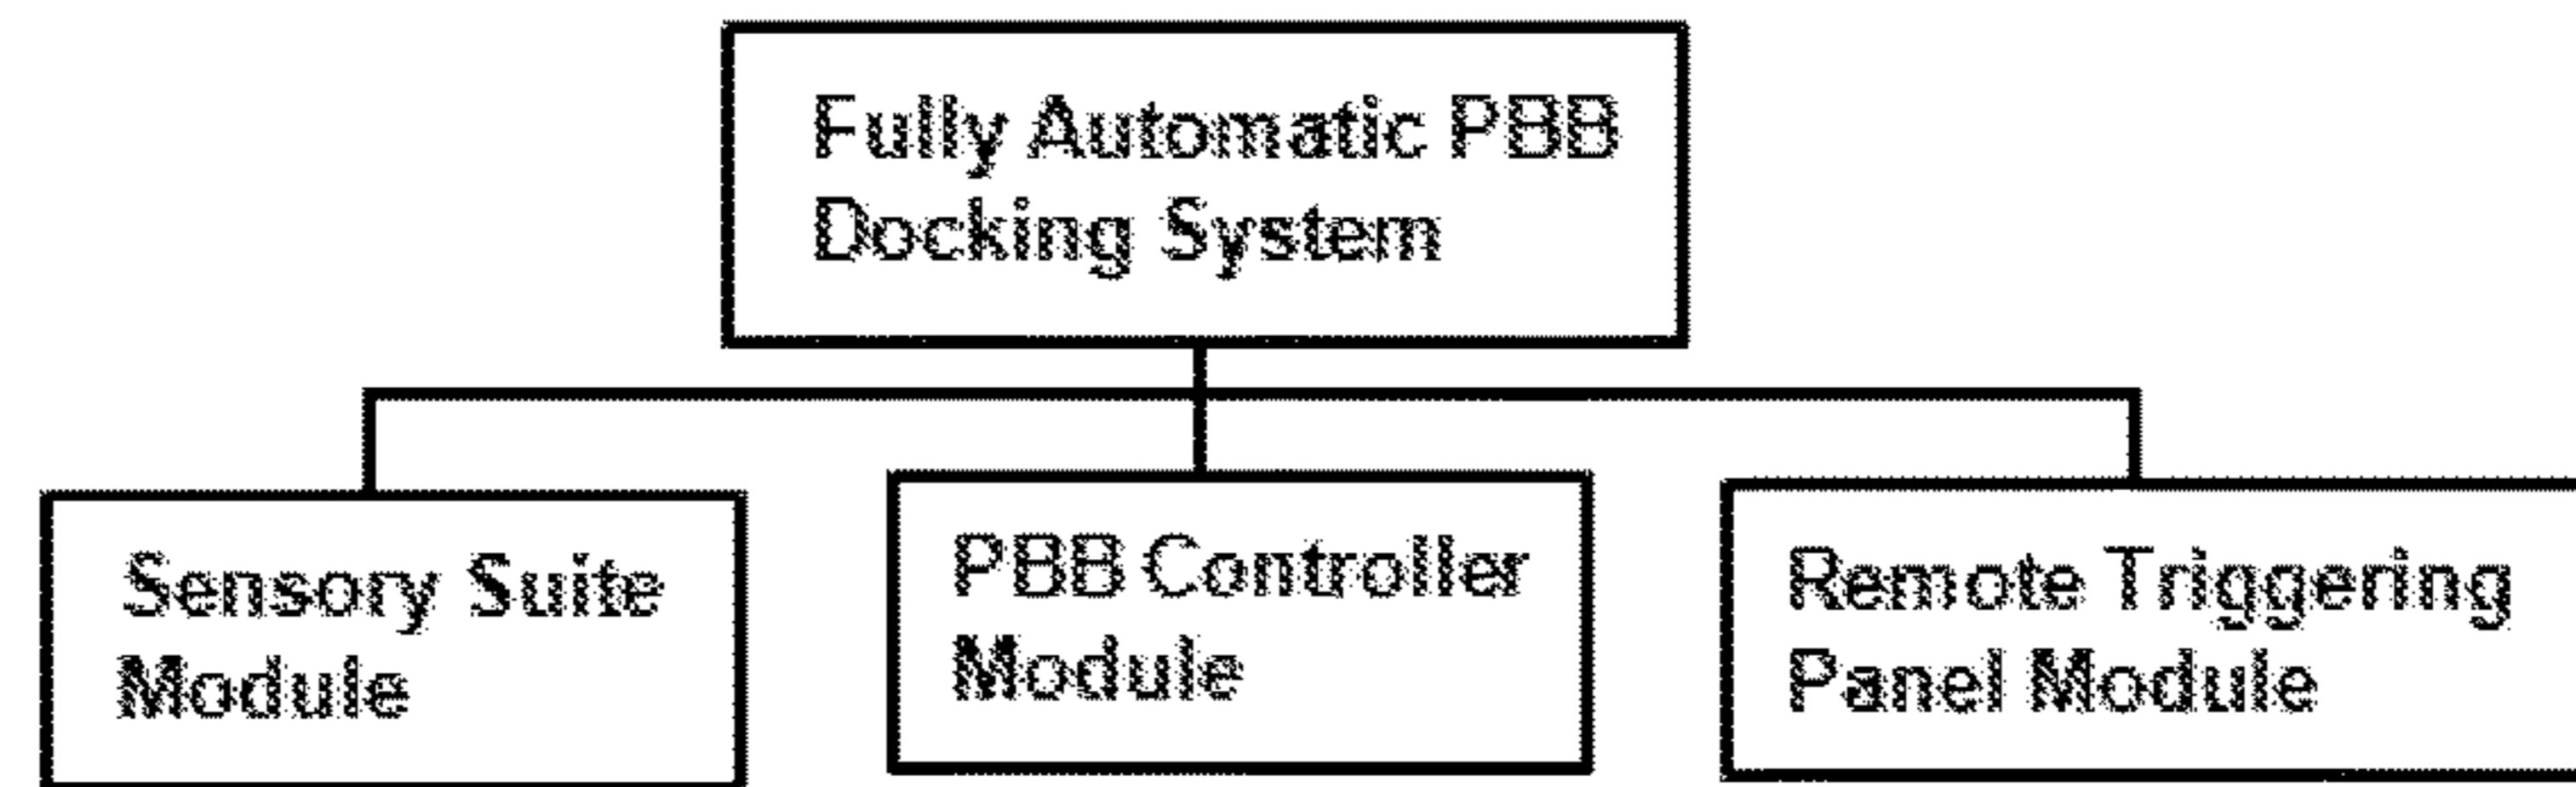 Fully Automatic PBB
Docking System
Sensory Suite
Module
PBB Controller
Module
Remote Triggering
Panel Module